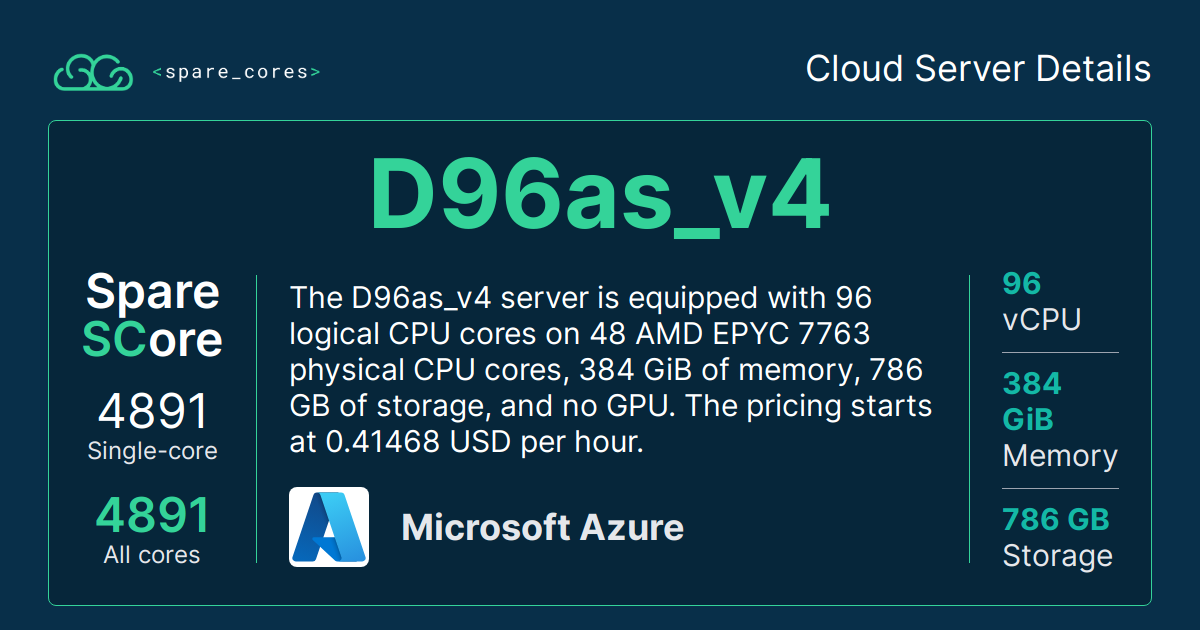 <spare_cores>
Cloud Server Details
D96as_v4
Spare
SCore
4891
Single-core
4891
All cores
The D96as_v4 server is equipped with 96
logical CPU cores on 48 AMD EPYC 7763
physical CPU cores, 384 GiB of memory, 786
GB of storage, and no GPU. The pricing starts
at 0.41468 USD per hour.
Microsoft Azure
96
vCPU
384
GiB
Memory
786 GB
Storage